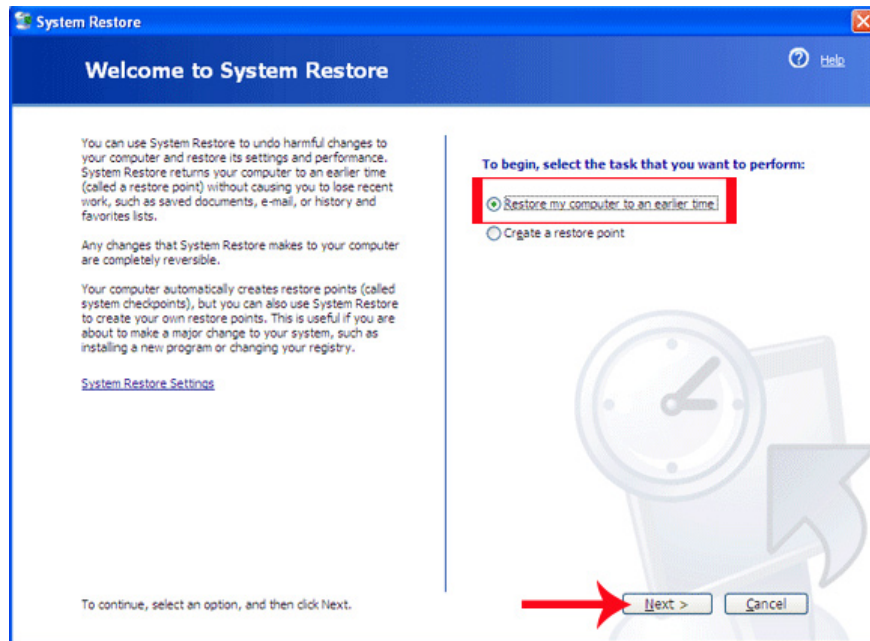 System Restore
Welcome to System Restore
Help
You can use System Restore to undo harmful changes to
your computer and restore its settings and performance.
System Restore returns your computer to an earlier time
(called a restore point) without causing you to lose recent
work, such as saved documents, e-mail, or history and
favorites lists.
Any changes that System Restore makes to your computer
are completely reversible.
Your computer automatically creates restore points (called
system checkpoints), but you can also use System Restore
to create your own restore points. This is useful if you are
about to make a major change to your system, such as
installing a new program or changing your registry.
System Restore Settings
To begin, select the task that you want to perform:
Restore my computer to an earlier time
Create a restore point
To continue, select an option, and then click Next.
Next >
Cancel